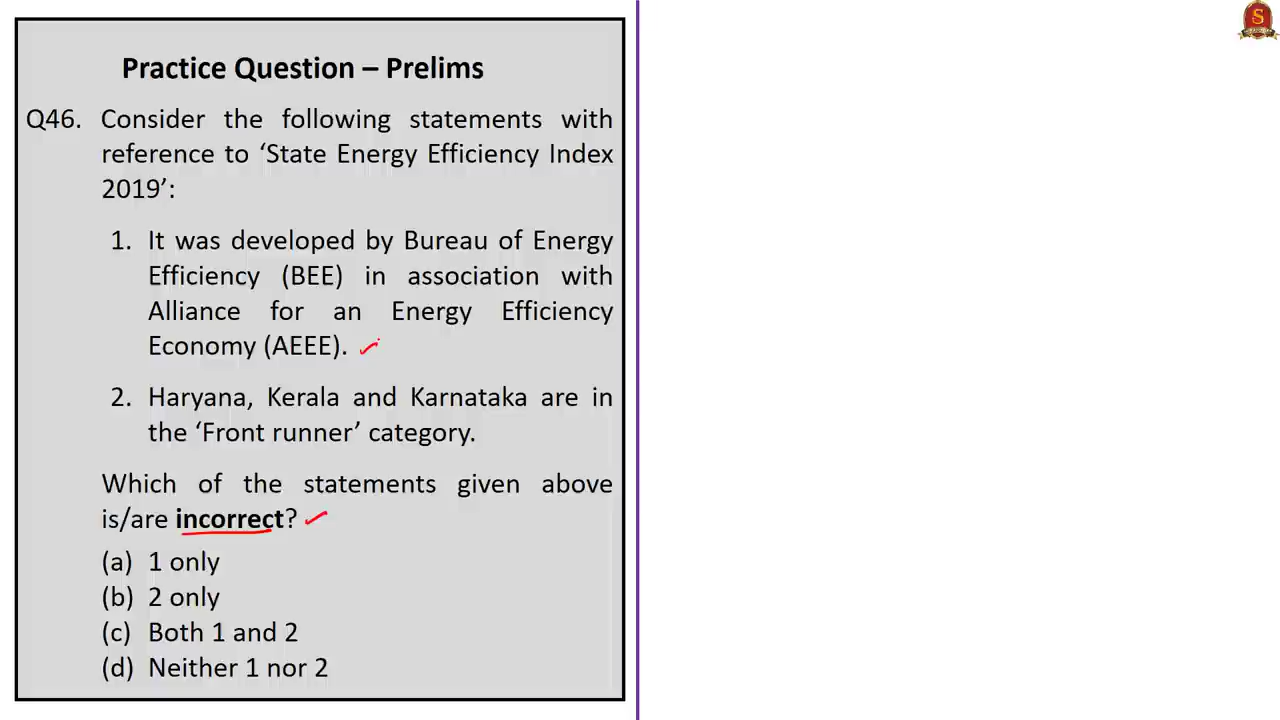 Practice Question – Prelims
Q46. Consider the following statements with
reference to ‘State Energy Efficiency Index
2019’:
1. It was developed by Bureau of Energy
Efficiency (BEE) in association with
Alliance for an Energy Efficiency
Economy (AEEE).
2. Haryana, Kerala and Karnataka are in
the ‘Front runner’ category.
Which of the statements given above
is/are incorrect?
(a) 1 only
(b) 2 only
(c) Both 1 and 2
(d) Neither 1 nor 2
S